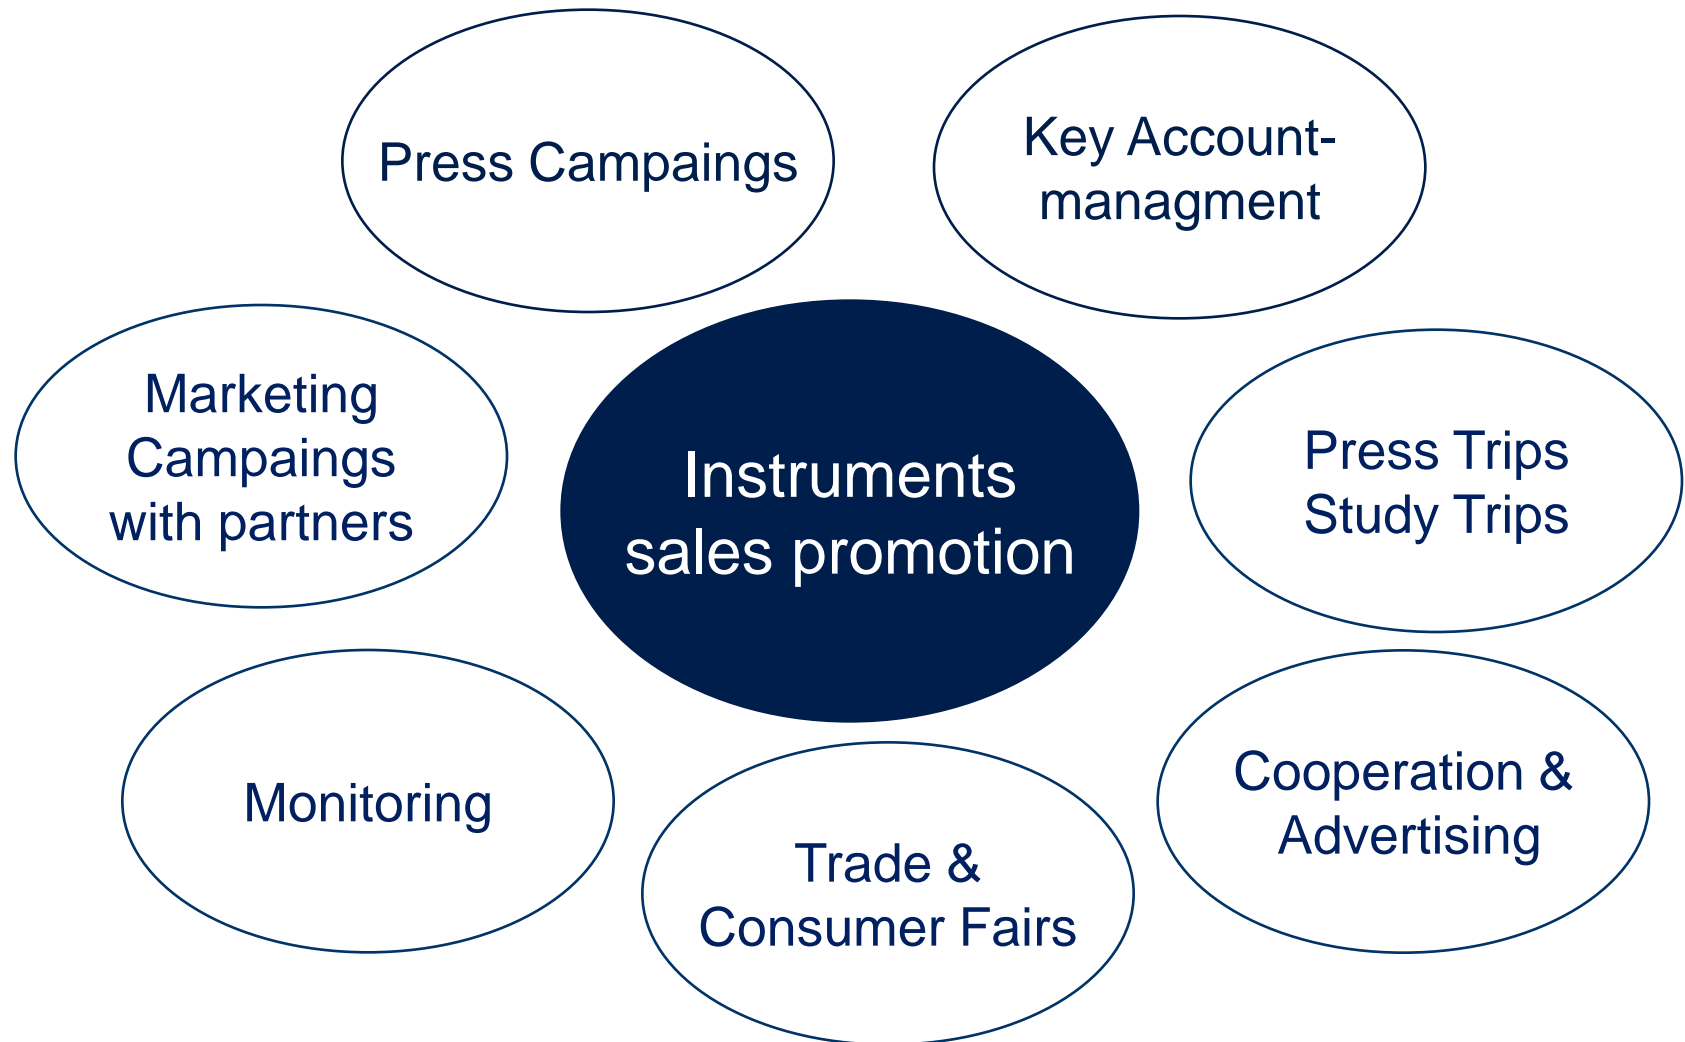 Press Campaings
Key Account-
managment
Marketing
Campaings
with partners
Instruments
sales promotion
Press Trips
Study Trips
Monitoring
Trade &
Consumer Fairs
Cooperation &
Advertising